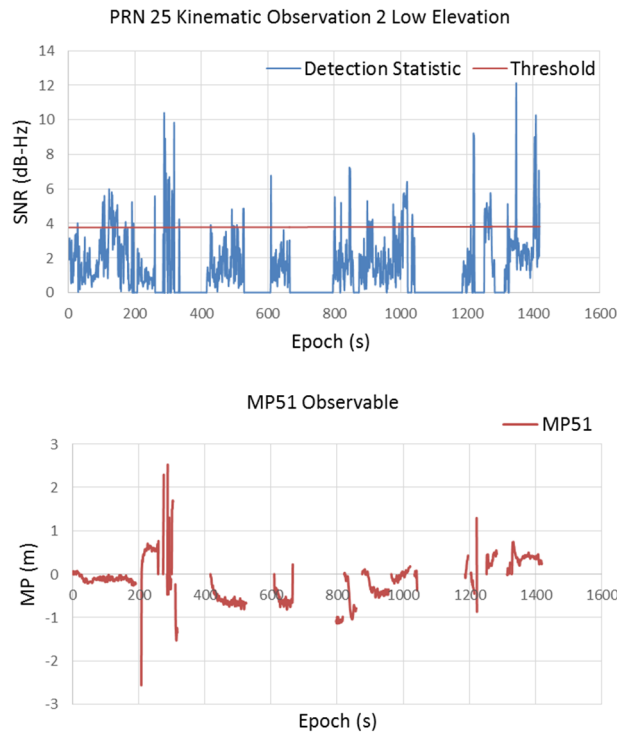 PRN 25 Kinematic Observation 2 Low Elevation
14
12
10
8
6
4
2
0
Detection Statistic
Threshold
SNR (dB-Hz)
0 200 400 600 800 1000 1200 1400 1600
Epoch (s)
MP51 Observable
MP51
3
2
1
0
-1
-2
-3
MP (m)
0 200 400 600 800 1000 1200 1400 1600
Epoch (s)